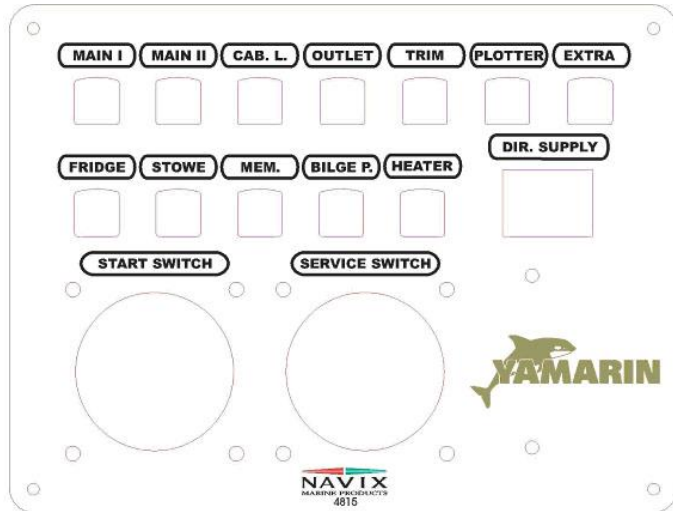 MAIN I MAIN II CAB. L. OUTLET TRIM PLOTTER EXTRA
DIR. SUPPLY
FRIDGE STOWE MEM. BILGE P. HEATER
START SWITCH SERVICE SWITCH
YAMARIN
NAVIX
MARINE PRODUCTS
4815